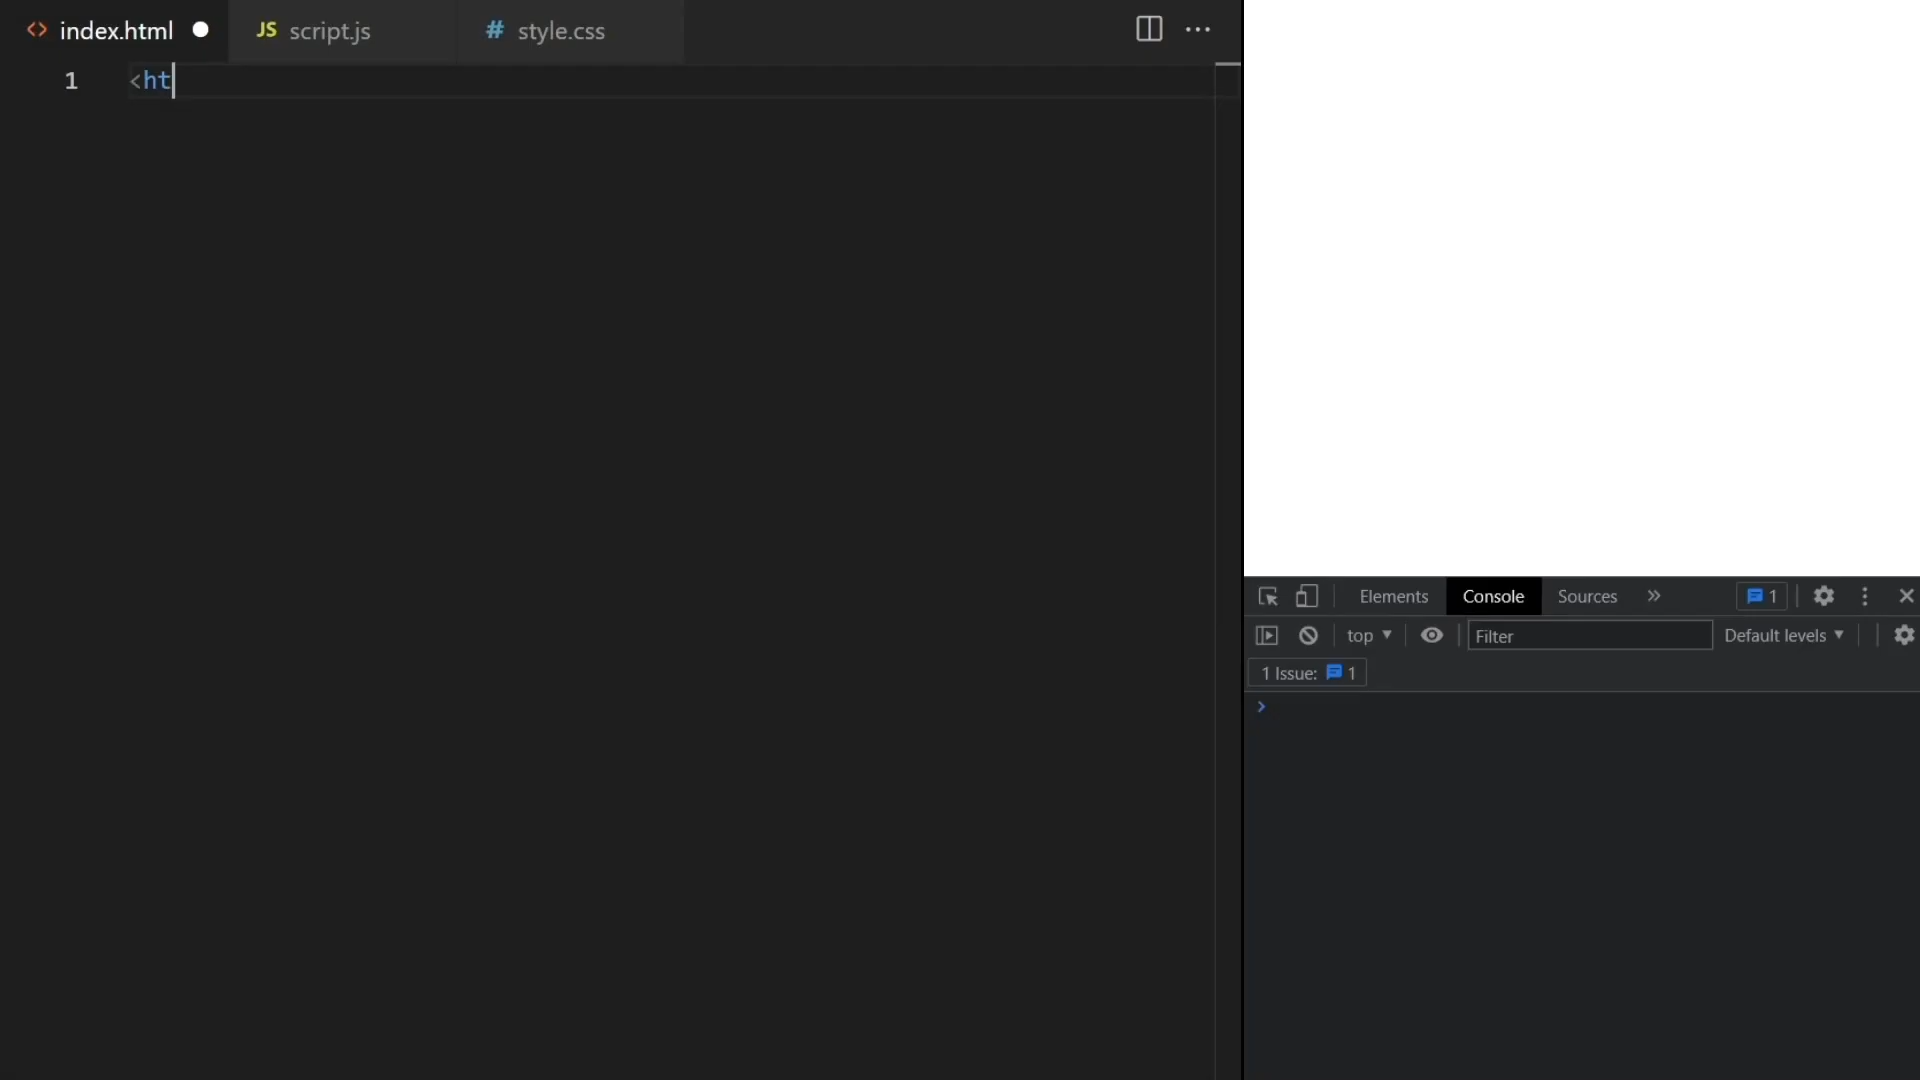 index.html JS script.js # style.css
1 <ht
Elements Console Sources » 1
top Filter Default levels
1 Issue: 1